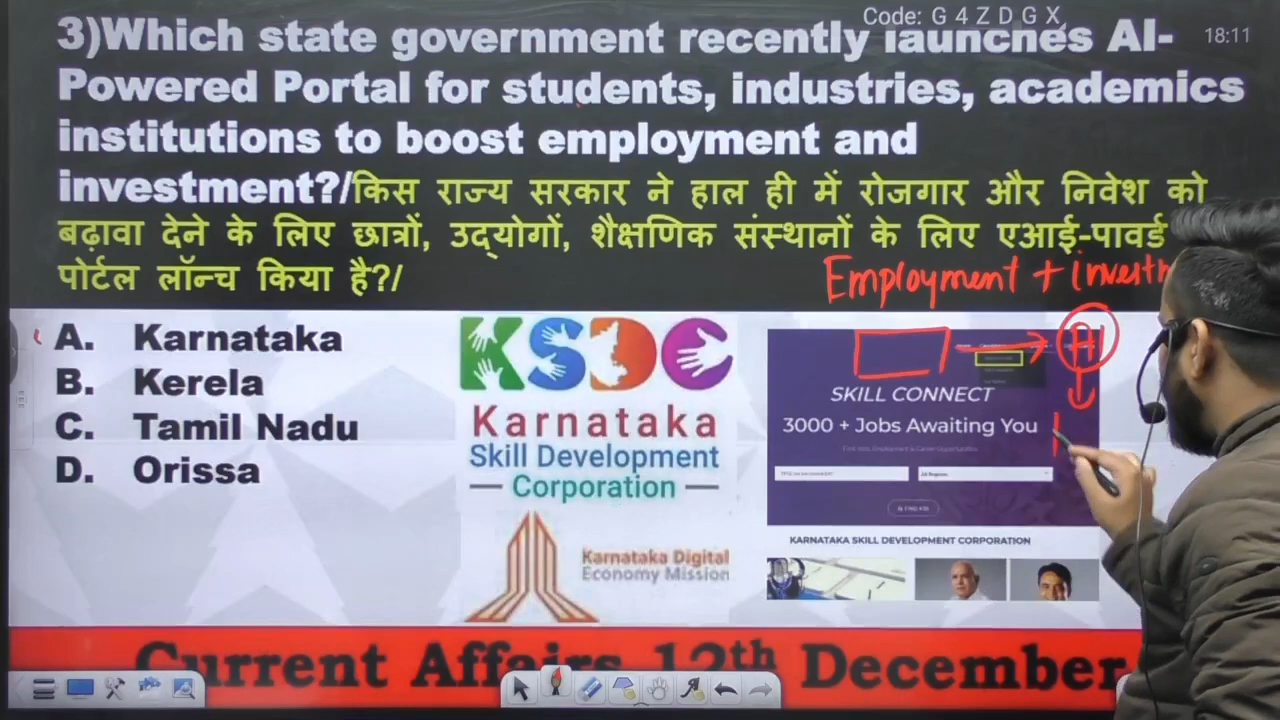 Code: G 4 Z D G X
18:11
3)Which state government recently launches AI-
Powered Portal for students, industries, academics
institutions to boost employment and
investment?/किस राज्य सरकार ने हाल ही में रोजगार और निवेश को
बढ़ावा देने के लिए छात्रों, उद्योगों, शैक्षणिक संस्थानों के लिए एआई-पावर्ड
पोर्टल लॉन्च किया है?/
Employment + investm
A. Karnataka
B. Kerela
C. Tamil Nadu
D. Orissa
KSDC
Karnataka
Skill Development
Corporation
Karnataka Digital
Economy Mission
AI
SKILL CONNECT
3000 + Jobs Awaiting You
KARNATAKA SKILL DEVELOPMENT CORPORATION
Current Affairs 12th December